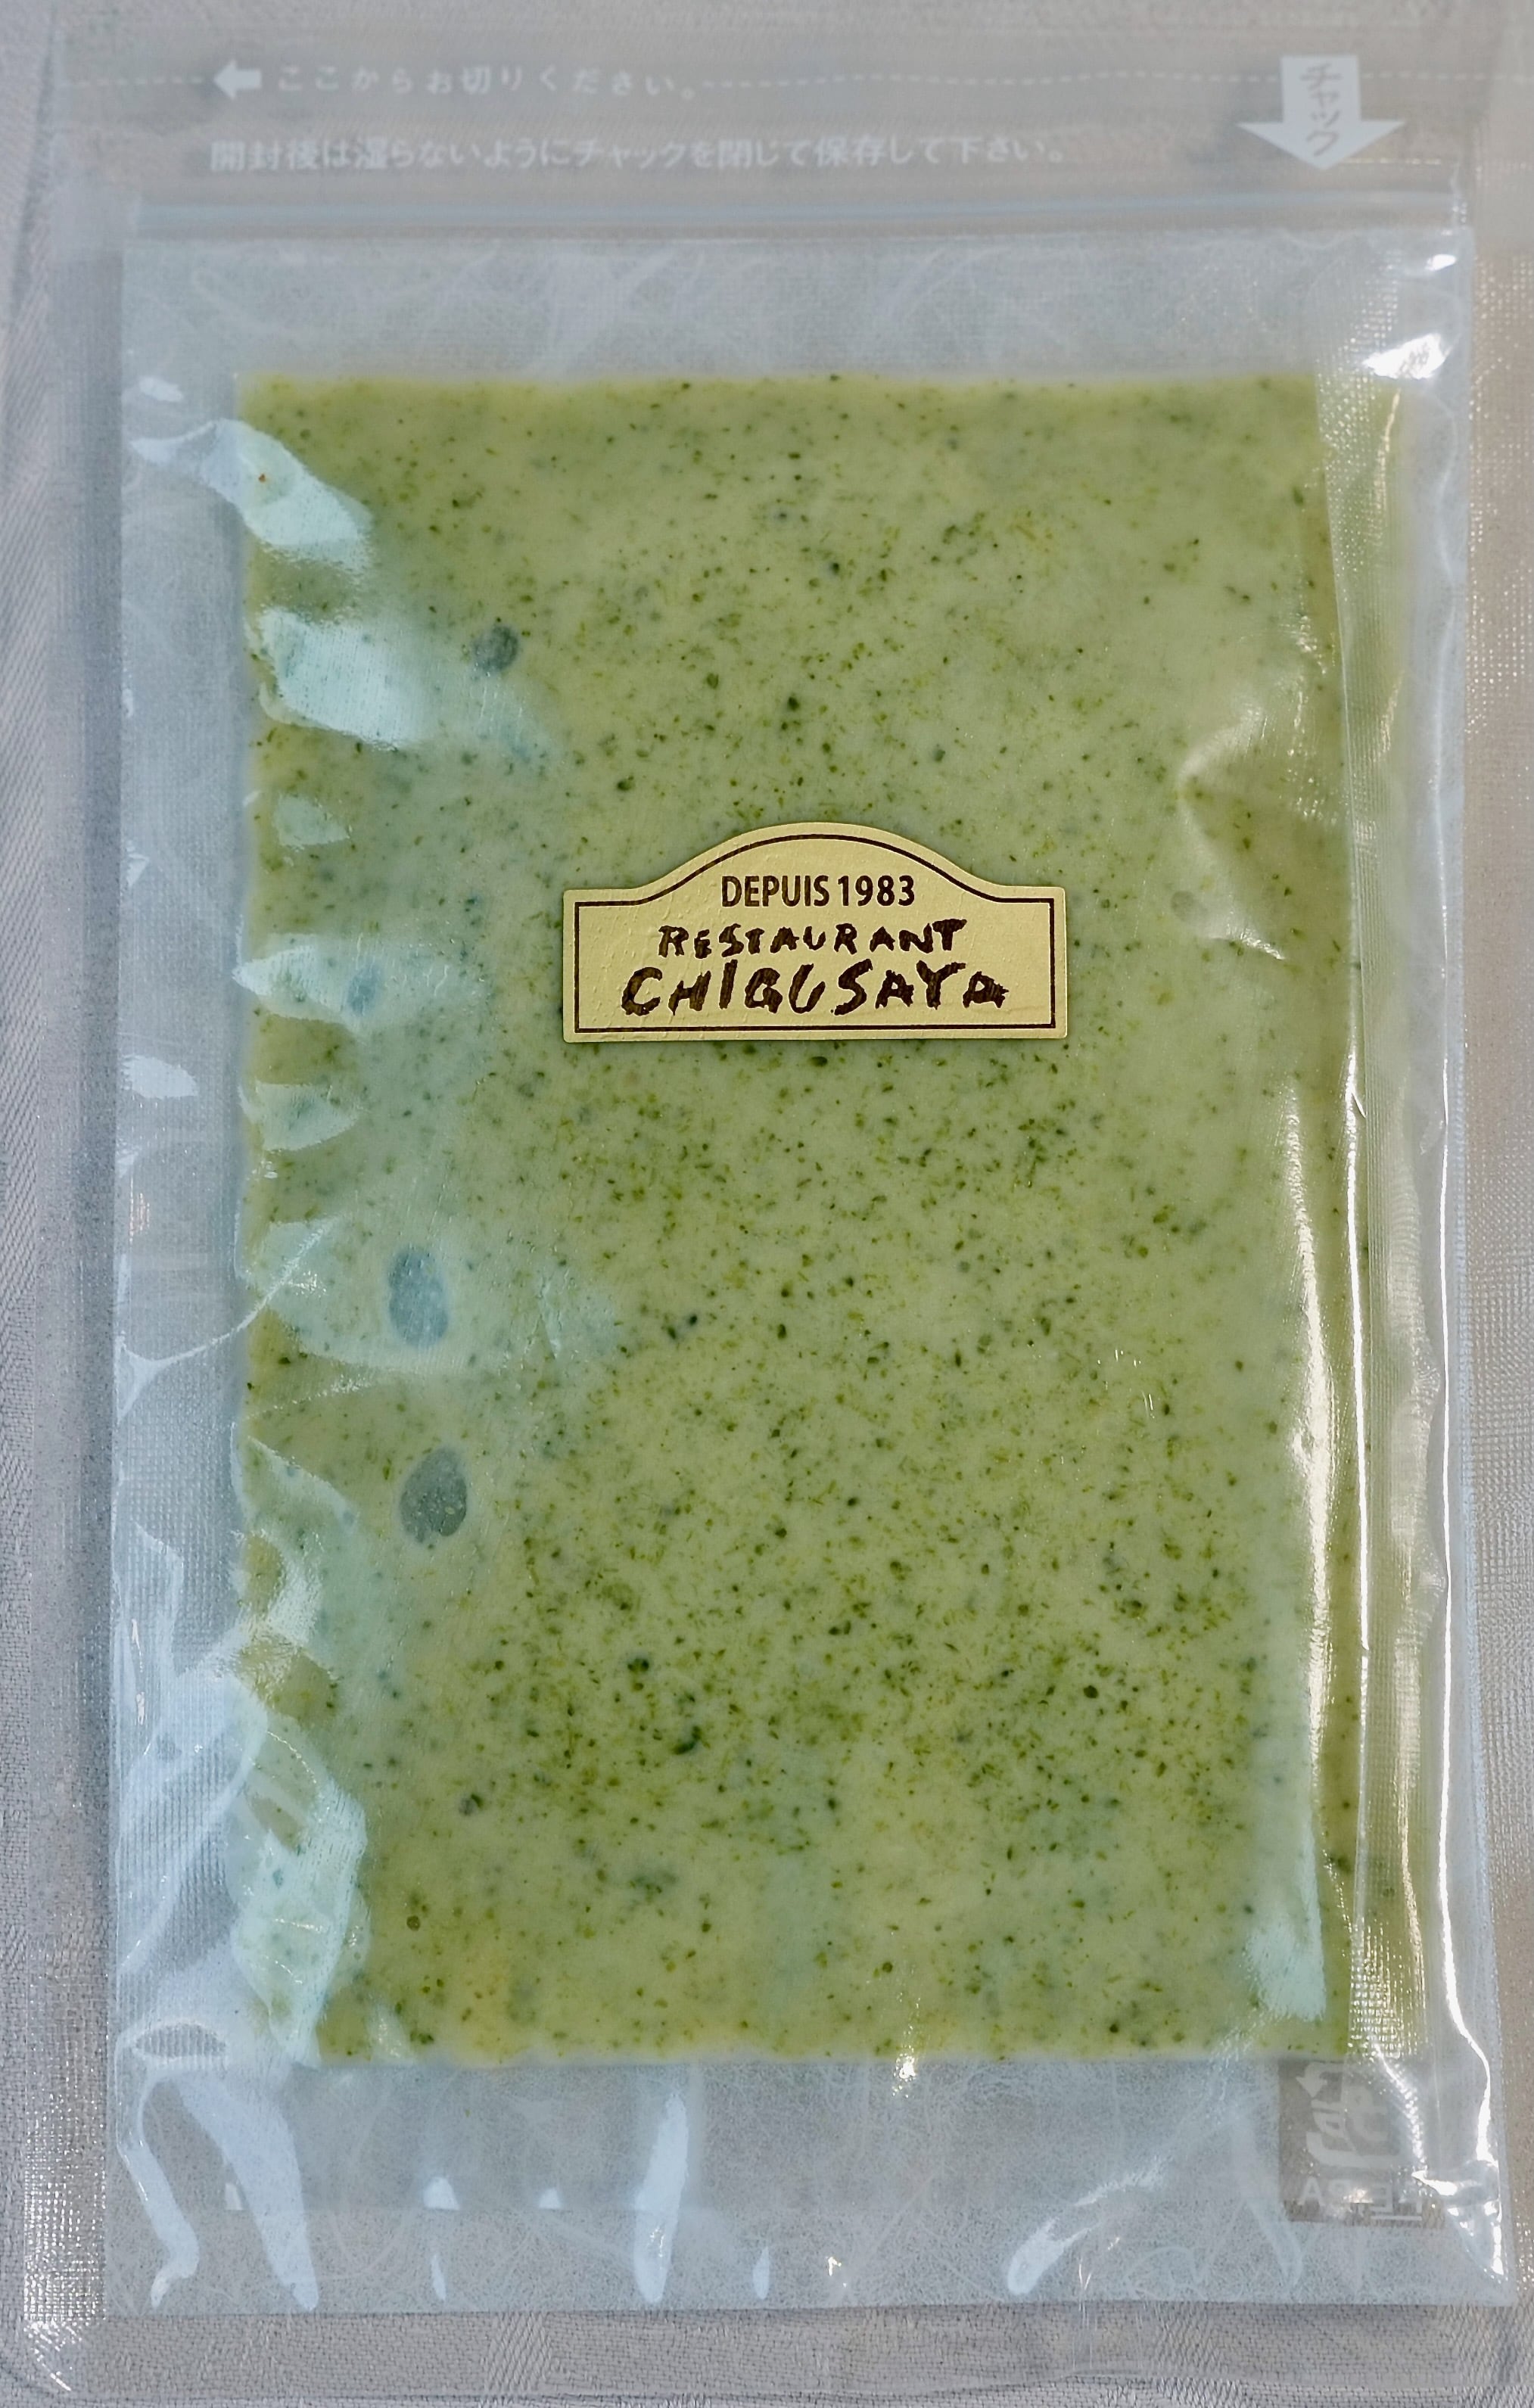 ここからお切りください。
チャック
開封後は湿らないようにチャックを閉じて保存して下さい。
DEPUIS 1983
RESTAURANT
CHIGUSAYA